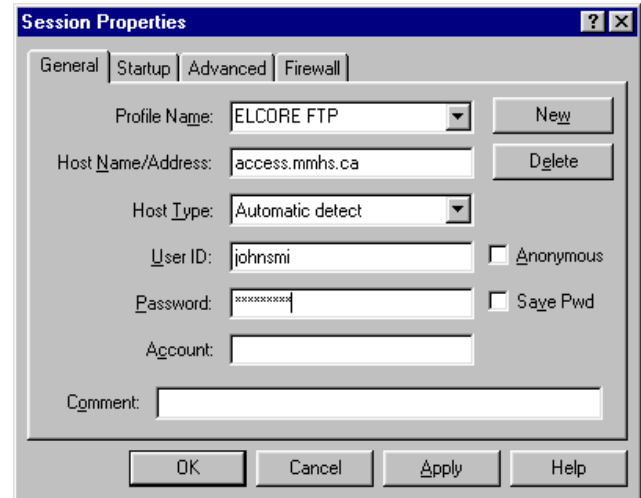 Session Properties
General Startup Advanced Firewall
Profile Name: ELCORE FTP New
Host Name/Address: access.mmhs.ca Delete
Host Type: Automatic detect
User ID: johnsmi Anonymous
Password: ********* Save Pwd
Account:
Comment:
OK Cancel Apply Help